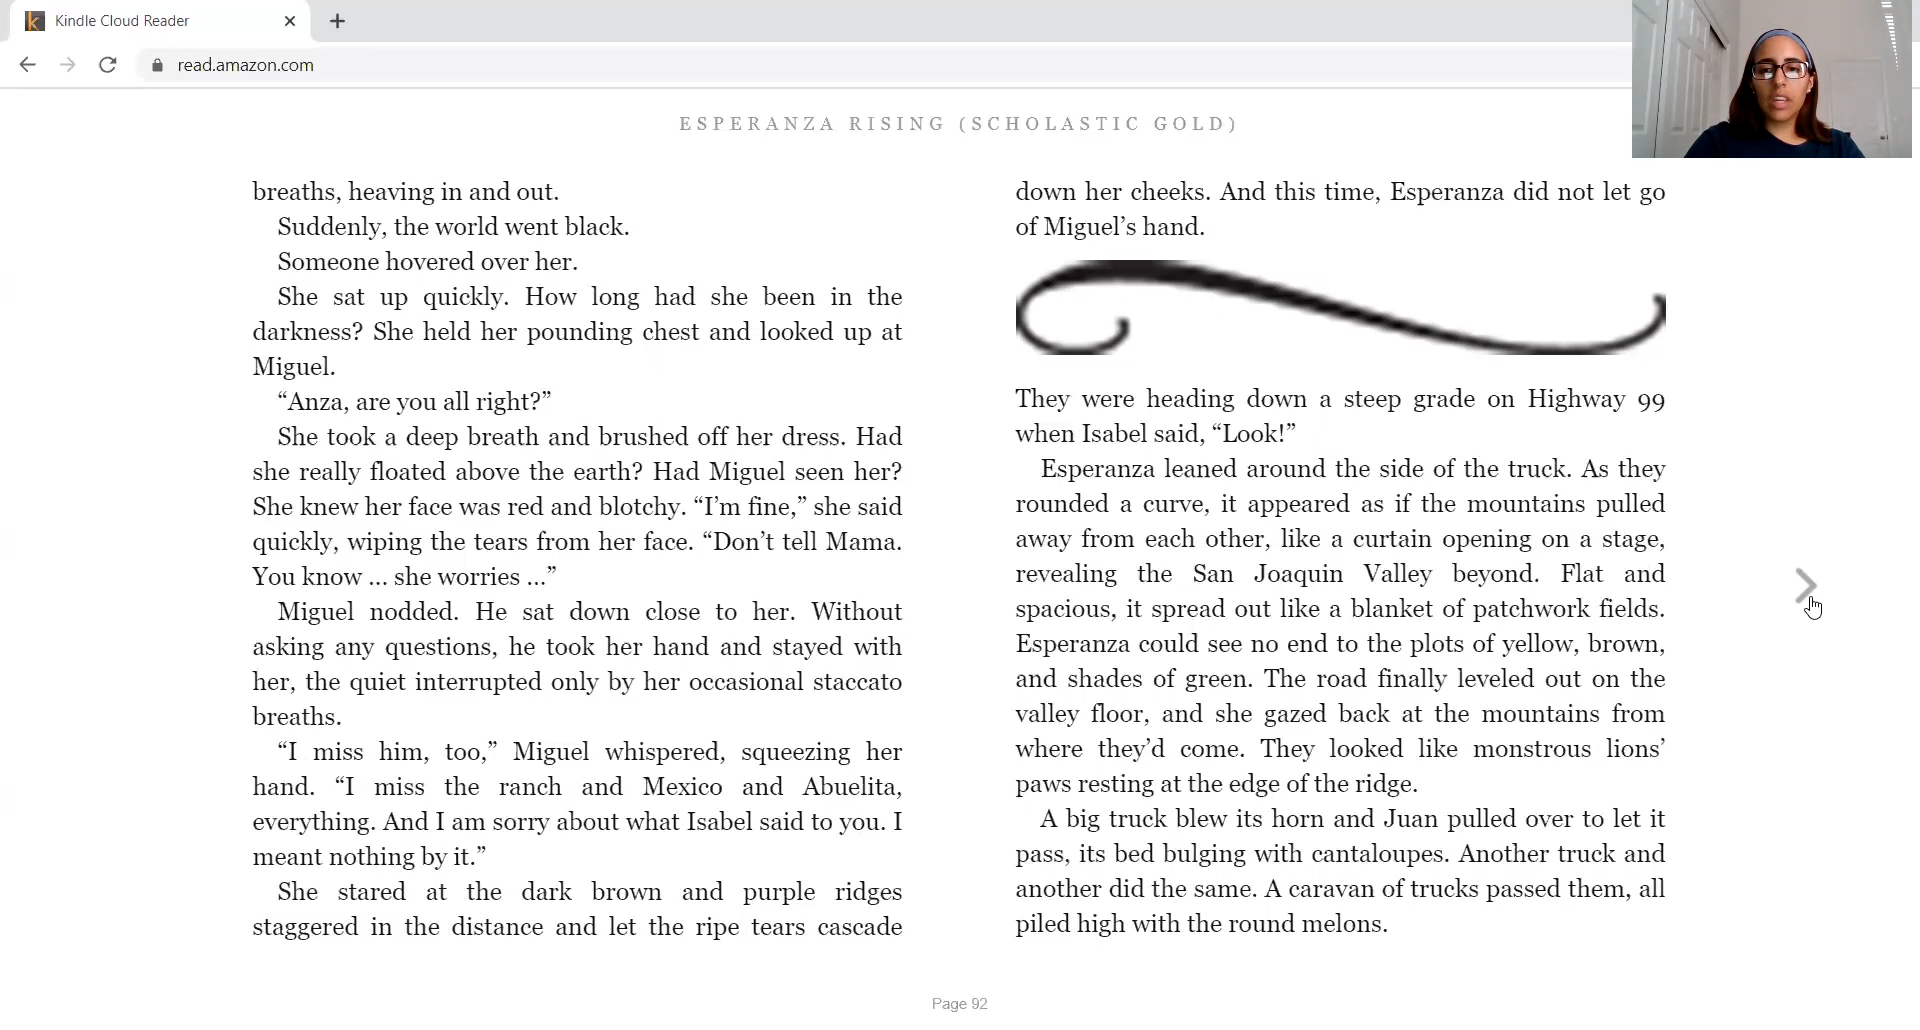 Kindle Cloud Reader
read.amazon.com
ESPERANZA RISING (SCHOLASTIC GOLD)
breaths, heaving in and out.
Suddenly, the world went black.
Someone hovered over her.
She sat up quickly. How long had she been in the
darkness? She held her pounding chest and looked up at
Miguel.
“Anza, are you all right?”
She took a deep breath and brushed off her dress. Had
she really floated above the earth? Had Miguel seen her?
She knew her face was red and blotchy. “I’m fine,” she said
quickly, wiping the tears from her face. “Don’t tell Mama.
You know ... she worries ...”
Miguel nodded. He sat down close to her. Without
asking any questions, he took her hand and stayed with
her, the quiet interrupted only by her occasional staccato
breaths.
“I miss him, too,” Miguel whispered, squeezing her
hand. “I miss the ranch and Mexico and Abuelita,
everything. And I am sorry about what Isabel said to you. I
meant nothing by it.”
She stared at the dark brown and purple ridges
staggered in the distance and let the ripe tears cascade
down her cheeks. And this time, Esperanza did not let go
of Miguel’s hand.
They were heading down a steep grade on Highway 99
when Isabel said, “Look!”
Esperanza leaned around the side of the truck. As they
rounded a curve, it appeared as if the mountains pulled
away from each other, like a curtain opening on a stage,
revealing the San Joaquin Valley beyond. Flat and
spacious, it spread out like a blanket of patchwork fields.
Esperanza could see no end to the plots of yellow, brown,
and shades of green. The road finally leveled out on the
valley floor, and she gazed back at the mountains from
where they’d come. They looked like monstrous lions’
paws resting at the edge of the ridge.
A big truck blew its horn and Juan pulled over to let it
pass, its bed bulging with cantaloupes. Another truck and
another did the same. A caravan of trucks passed them, all
piled high with the round melons.
Page 92